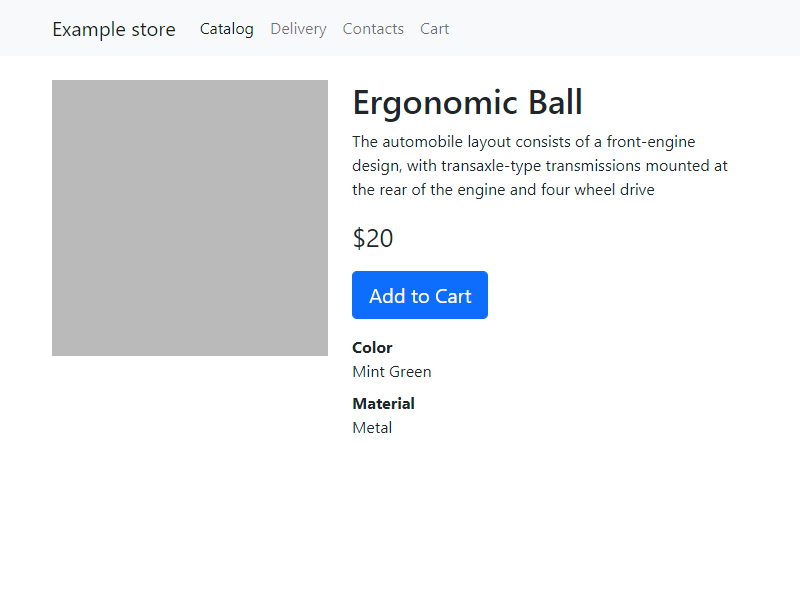 Example store Catalog Delivery Contacts Cart
Ergonomic Ball
The automobile layout consists of a front-engine
design, with transaxle-type transmissions mounted at
the rear of the engine and four wheel drive
$20
Add to Cart
Color
Mint Green
Material
Metal